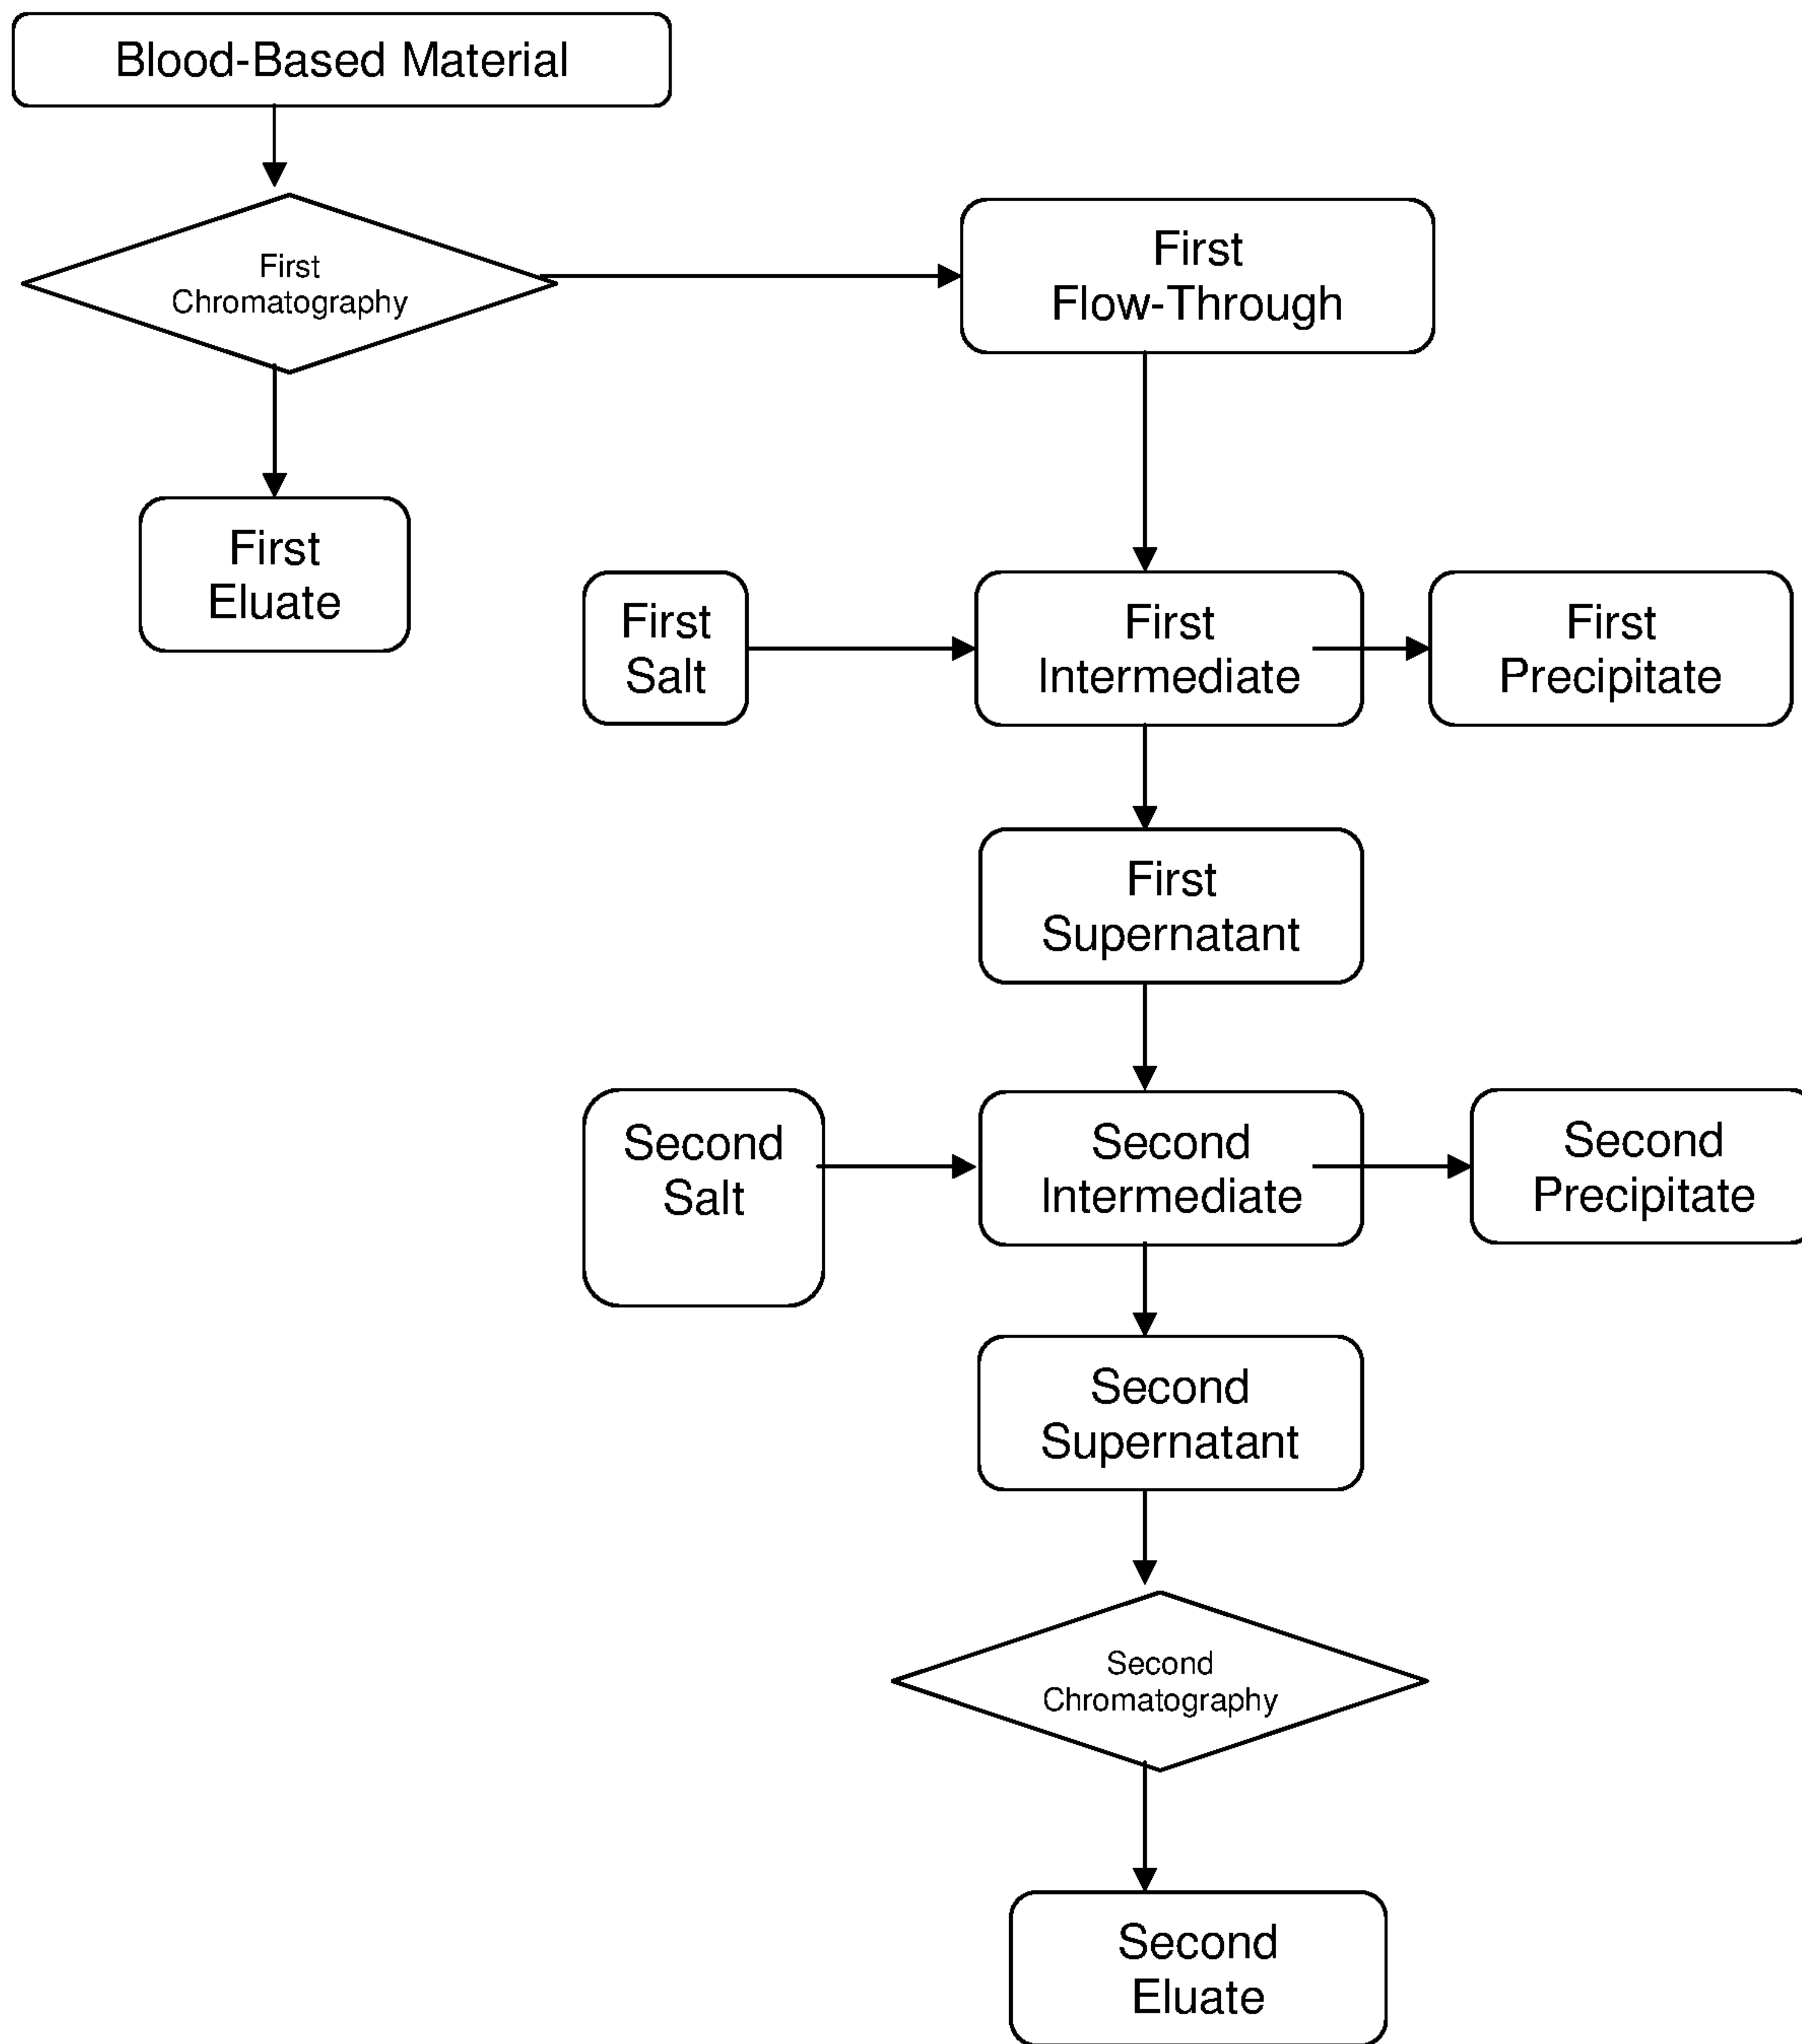 Blood-Based Material
First
Chromatography
First
Flow-Through
First
Eluate
First
Salt
First
Intermediate
First
Precipitate
First
Supernatant
Second
Salt
Second
Intermediate
Second
Precipitate
Second
Supernatant
Second
Chromatography
Second
Eluate